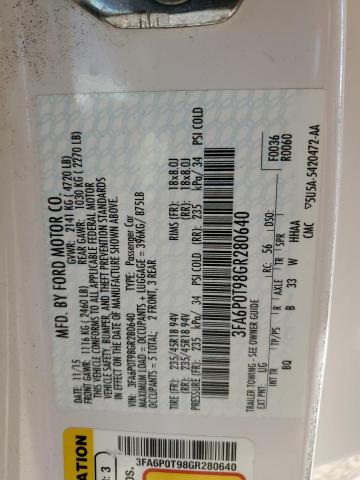 MFD. BY FORD MOTOR CO.
GVWR: 2141 KG ( 4720 LB)
11/15
FRONT GAWR: 1116 KG ( 2460 LB)
REAR GAWR: 1030 KG ( 2270 LB)
THIS VEHICLE CONFORMS TO ALL APPLICABLE FEDERAL MOTOR
VEHICLE SAFETY, BUMPER, AND THEFT PREVENTION STANDARDS
IN EFFECT ON THE DATE OF MANUFACTURE SHOWN ABOVE.
VIN: 3FA6P0T98GR280640 TYPE: Passenger Car
MAXIMUM LOAD= OCCUPANTS + LUGGAGE = 396KG/ 875LB
OCCUPANTS = 5 TOTAL; 2 FRONT, 3 REAR
TIRE (FR): 235/45R18 94V RIMS (FR): 18x8.0J
TIRE (RR): 235/45R18 94V (RR): 18x8.0J
(FR): 235 kPa/ 34 PSI COLD
(RR): 235 kPa/ 34 PSI COLD
3FA6P0T98GR280640
TRAILER TOWING - SEE OWNER GUIDE
F0036
R0060
EXT PNT: UG RC: 56 DSO:
INT TR TP/PS R AXLE TR SPR
BQ B 33 W HHAA
CMC
*55U5A-5420472-AA
3FA6P0T98GR280640